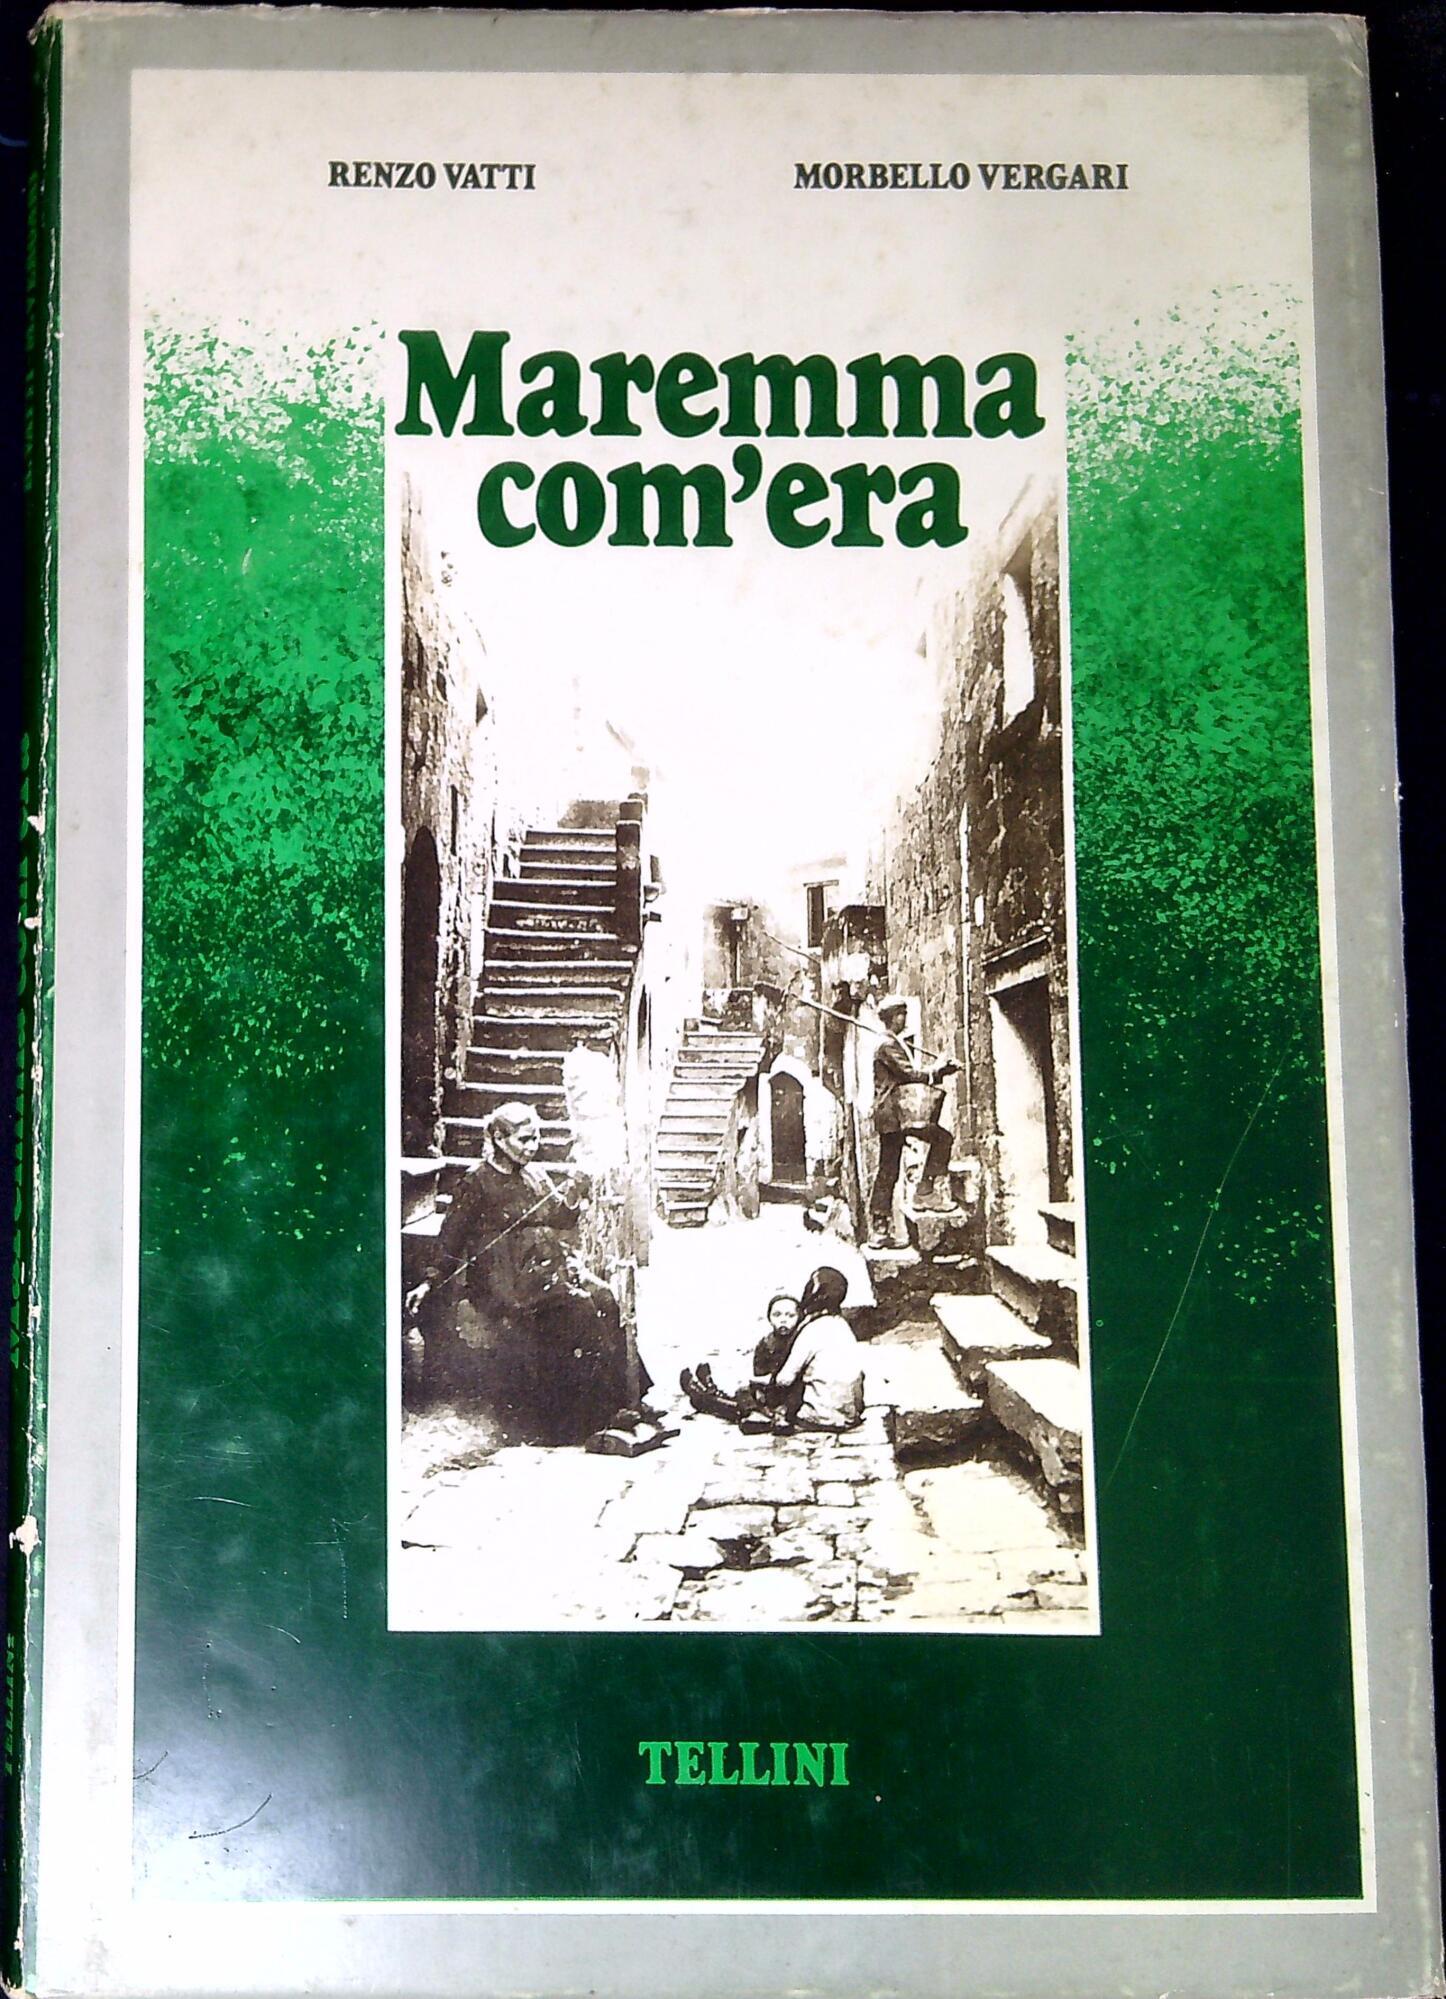 RENZO VATTI
MORBELLO VERGARI
Maremma
com'era
TELLINI